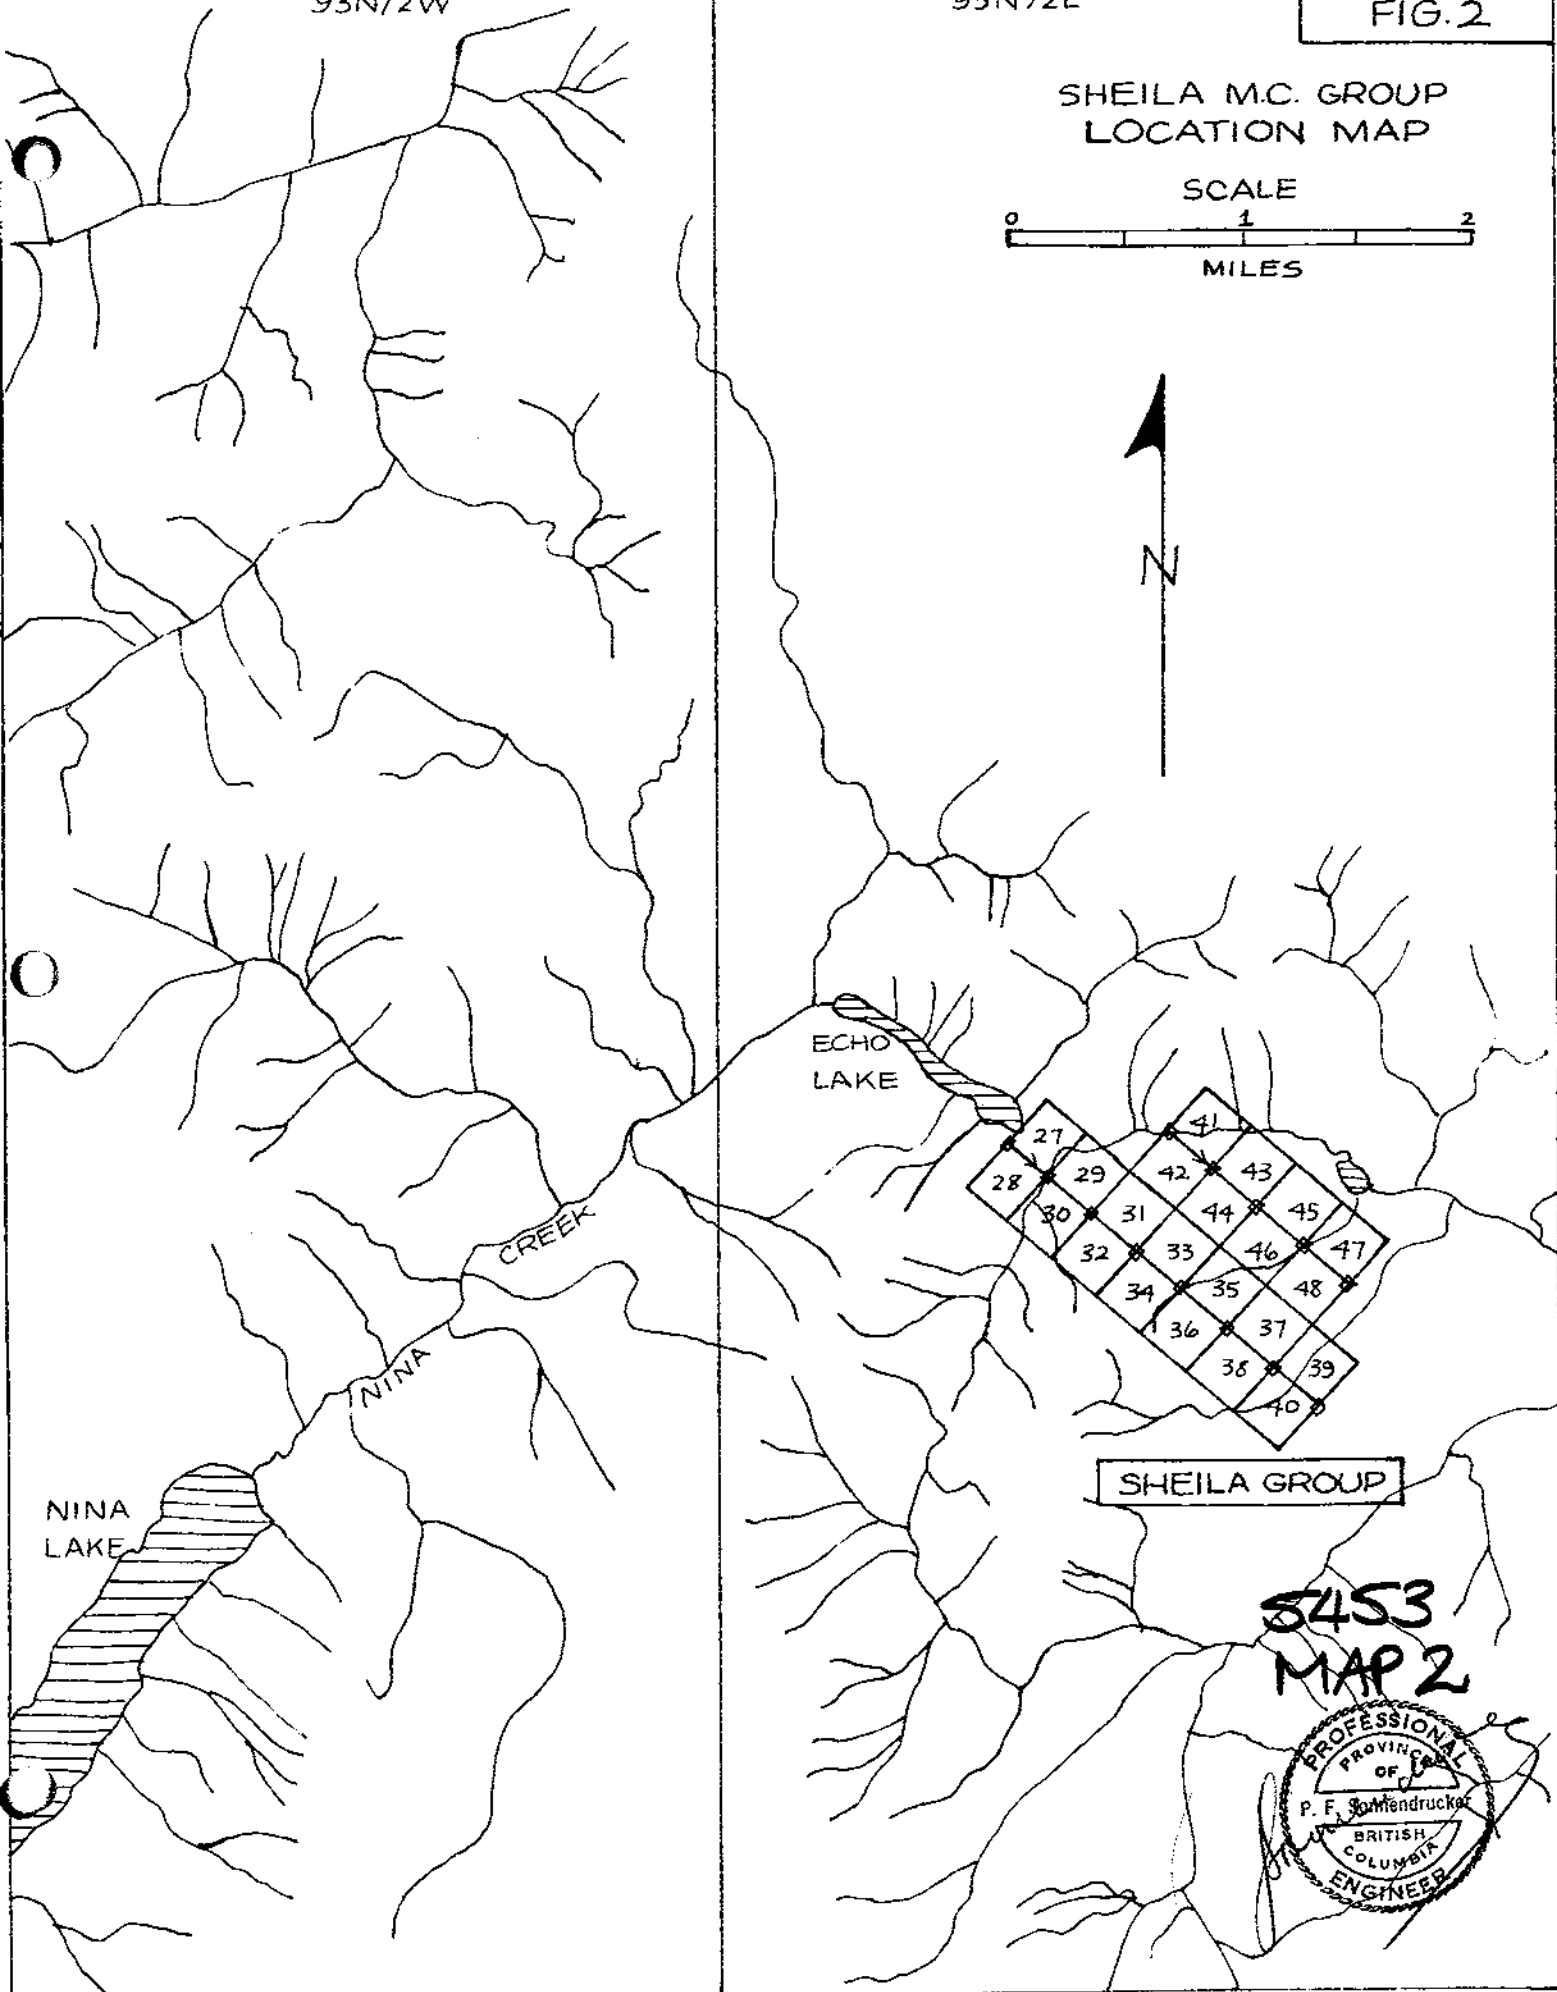 93N/2W
93N/2E
FIG. 2
SHEILA M.C. GROUP
LOCATION MAP
SCALE
0 1 2
MILES
N
ECHO
LAKE
41
27
28
29
42
43
30
31
44
45
32
33
46
47
34
35
48
36
37
38
39
40
CREEK
NINA
SHEILA GROUP
NINA
LAKE
5453
MAP 2
PROFESSIONAL
PROVINCE
OF
P. F. Sonnendrucker
BRITISH
COLUMBIA
ENGINEER